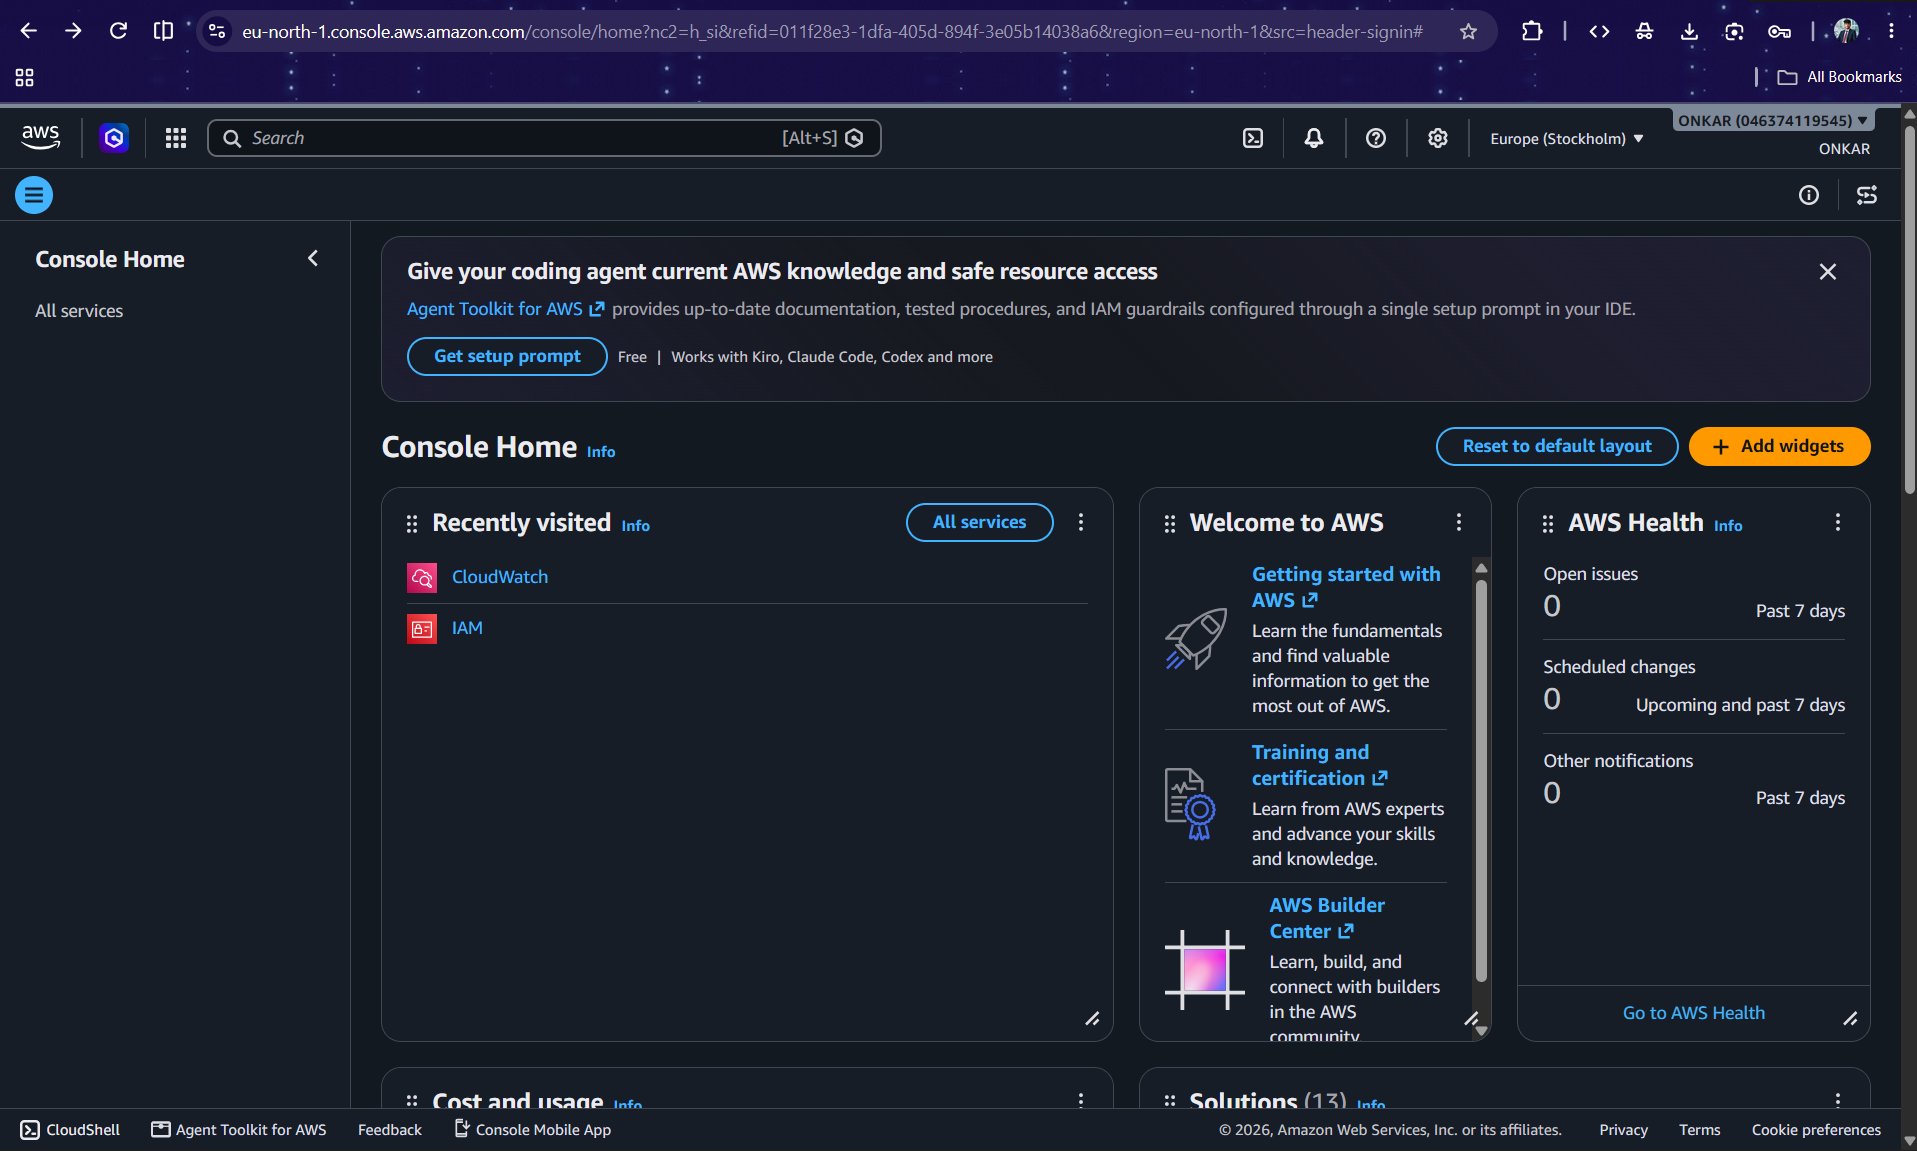 eu-north-1.console.aws.amazon.com/console/home?nc2=h_si&refid=011f28e3-1dfa-405d-894f-3e05b14038a6&region=eu-north-1&src=header-signin#
All Bookmarks
aws
Search
[Alt+S]
Europe (Stockholm)
ONKAR (046374119545)
ONKAR
Console Home
All services
Give your coding agent current AWS knowledge and safe resource access
Agent Toolkit for AWS provides up-to-date documentation, tested procedures, and IAM guardrails configured through a single setup prompt in your IDE.
Get setup prompt
Free | Works with Kiro, Claude Code, Codex and more
Console Home Info
Reset to default layout
+ Add widgets
Recently visited Info
All services
CloudWatch
IAM
Welcome to AWS
Getting started with
AWS
Learn the fundamentals
and find valuable
information to get the
most out of AWS.
Training and
certification
Learn from AWS experts
and advance your skills
and knowledge.
AWS Builder
Center
Learn, build, and
connect with builders
in the AWS
community.
AWS Health Info
Open issues
0
Past 7 days
Scheduled changes
0
Upcoming and past 7 days
Other notifications
0
Past 7 days
Go to AWS Health
Cost and usage Info
Solutions (13) Info
CloudShell
Agent Toolkit for AWS
Feedback
Console Mobile App
© 2026, Amazon Web Services, Inc. or its affiliates.
Privacy
Terms
Cookie preferences